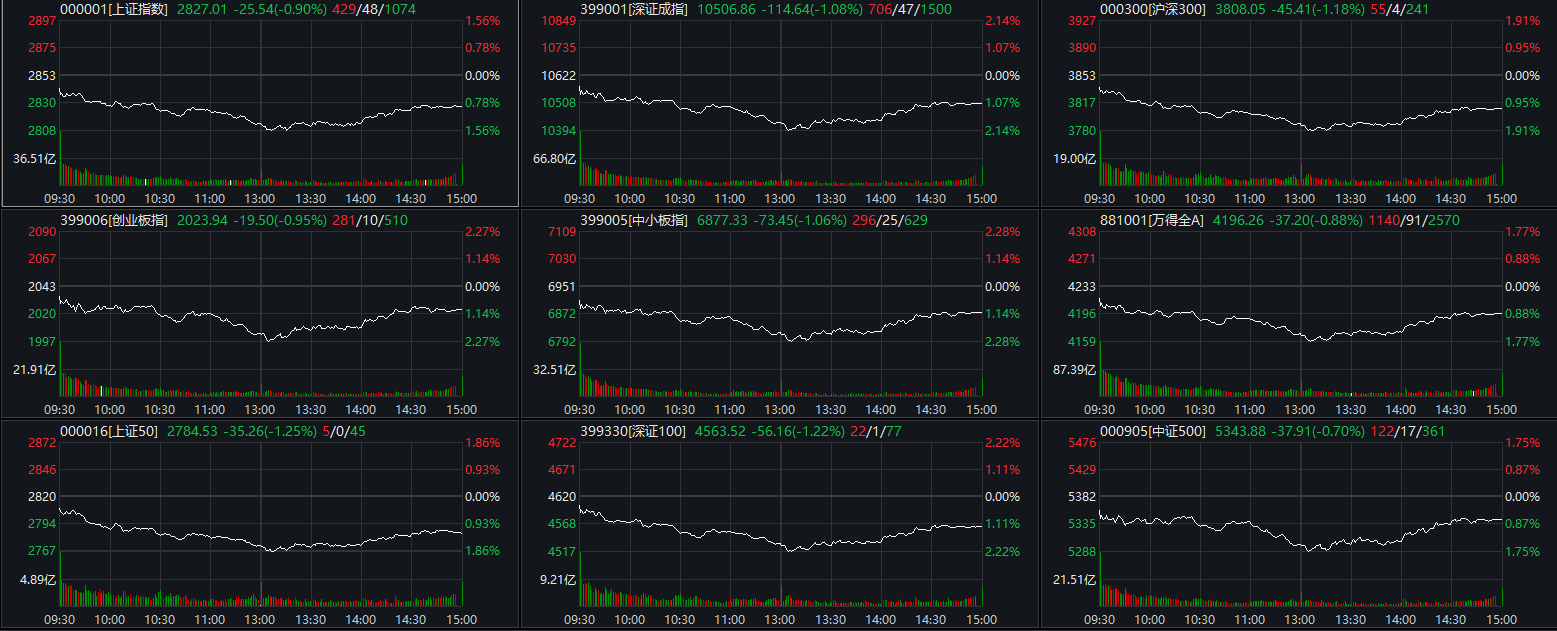 000001[上证指数] 2827.01 -25.54(-0.90%) 429/48/1074
2897 1.56%
2875 0.78%
2853 0.00%
2830 0.78%
2808 1.56%
36.51亿
09:30 10:00 10:30 11:00 13:00 13:30 14:00 14:30 15:00
399001[深证成指] 10506.86 -114.64(-1.08%) 706/47/1500
10849 2.14%
10735 1.07%
10622 0.00%
10508 1.07%
10394 2.14%
66.80亿
09:30 10:00 10:30 11:00 13:00 13:30 14:00 14:30 15:00
000300[沪深300] 3808.05 -45.41(-1.18%) 55/4/241
3927 1.91%
3890 0.95%
3853 0.00%
3817 0.95%
3780 1.91%
19.00亿
09:30 10:00 10:30 11:00 13:00 13:30 14:00 14:30 15:00
399006[创业板指] 2023.94 -19.50(-0.95%) 281/10/510
2090 2.27%
2067 1.14%
2043 0.00%
2020 1.14%
1997 2.27%
21.91亿
09:30 10:00 10:30 11:00 13:00 13:30 14:00 14:30 15:00
399005[中小板指] 6877.33 -73.45(-1.06%) 296/25/629
7109 2.28%
7030 1.14%
6951 0.00%
6872 1.14%
6792 2.28%
32.51亿
09:30 10:00 10:30 11:00 13:00 13:30 14:00 14:30 15:00
881001[万得全A] 4196.26 -37.20(-0.88%) 1140/91/2570
4308 1.77%
4271 0.88%
4233 0.00%
4196 0.88%
4159 1.77%
87.39亿
09:30 10:00 10:30 11:00 13:00 13:30 14:00 14:30 15:00
000016[上证50] 2784.53 -35.26(-1.25%) 5/0/45
2872 1.86%
2846 0.93%
2820 0.00%
2794 0.93%
2767 1.86%
4.89亿
09:30 10:00 10:30 11:00 13:00 13:30 14:00 14:30 15:00
399330[深证100] 4563.52 -56.16(-1.22%) 22/1/77
4722 2.22%
4671 1.11%
4620 0.00%
4568 1.11%
4517 2.22%
9.21亿
09:30 10:00 10:30 11:00 13:00 13:30 14:00 14:30 15:00
000905[中证500] 5343.88 -37.91(-0.70%) 122/17/361
5476 1.75%
5429 0.87%
5382 0.00%
5335 0.87%
5288 1.75%
21.51亿
09:30 10:00 10:30 11:00 13:00 13:30 14:00 14:30 15:00